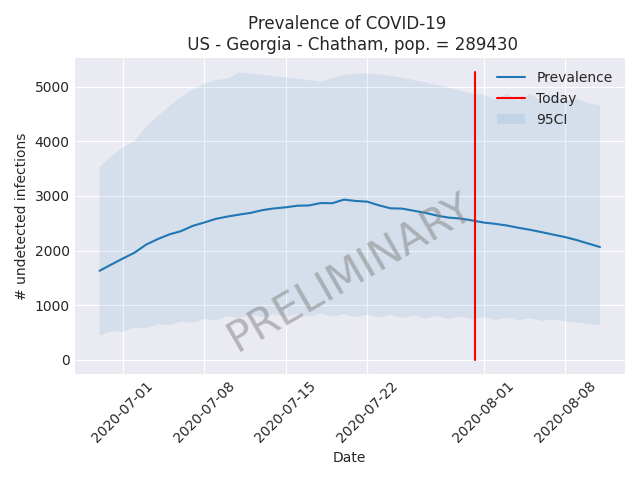 Prevalence of COVID-19
US - Georgia - Chatham, pop. = 289430
Prevalence
Today
95CI
5000
4000
3000
2000
1000
0
# undetected infections
PRELIMINARY
2020-07-01
2020-07-08
2020-07-15
2020-07-22
2020-08-01
2020-08-08
Date